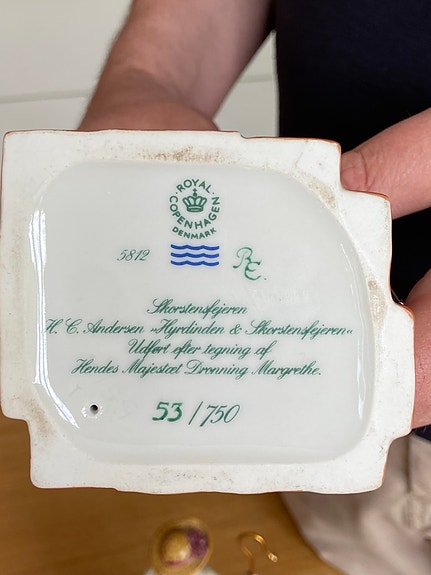 ROYAL
COPENHAGEN
DENMARK
5812
Skorstensfejeren
H. C. Andersen »Hyrdinden & Skorstensfejeren«
Udført efter tegning af
Hendes Majestæt Dronning Margrethe.
53/750